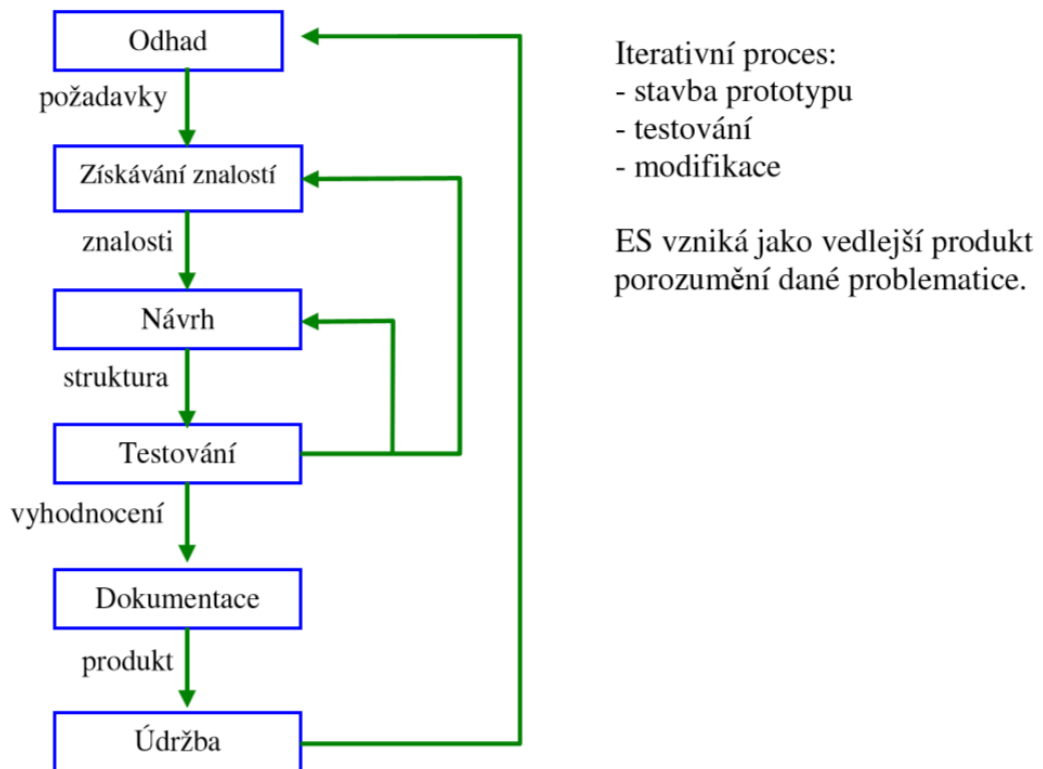 Odhad
požadavky
Získávání znalostí
znalosti
Návrh
struktura
Testování
vyhodnocení
Dokumentace
produkt
Údržba
Iterativní proces:
- stavba prototypu
- testování
- modifikace
ES vzniká jako vedlejší produkt
porozumění dané problematice.